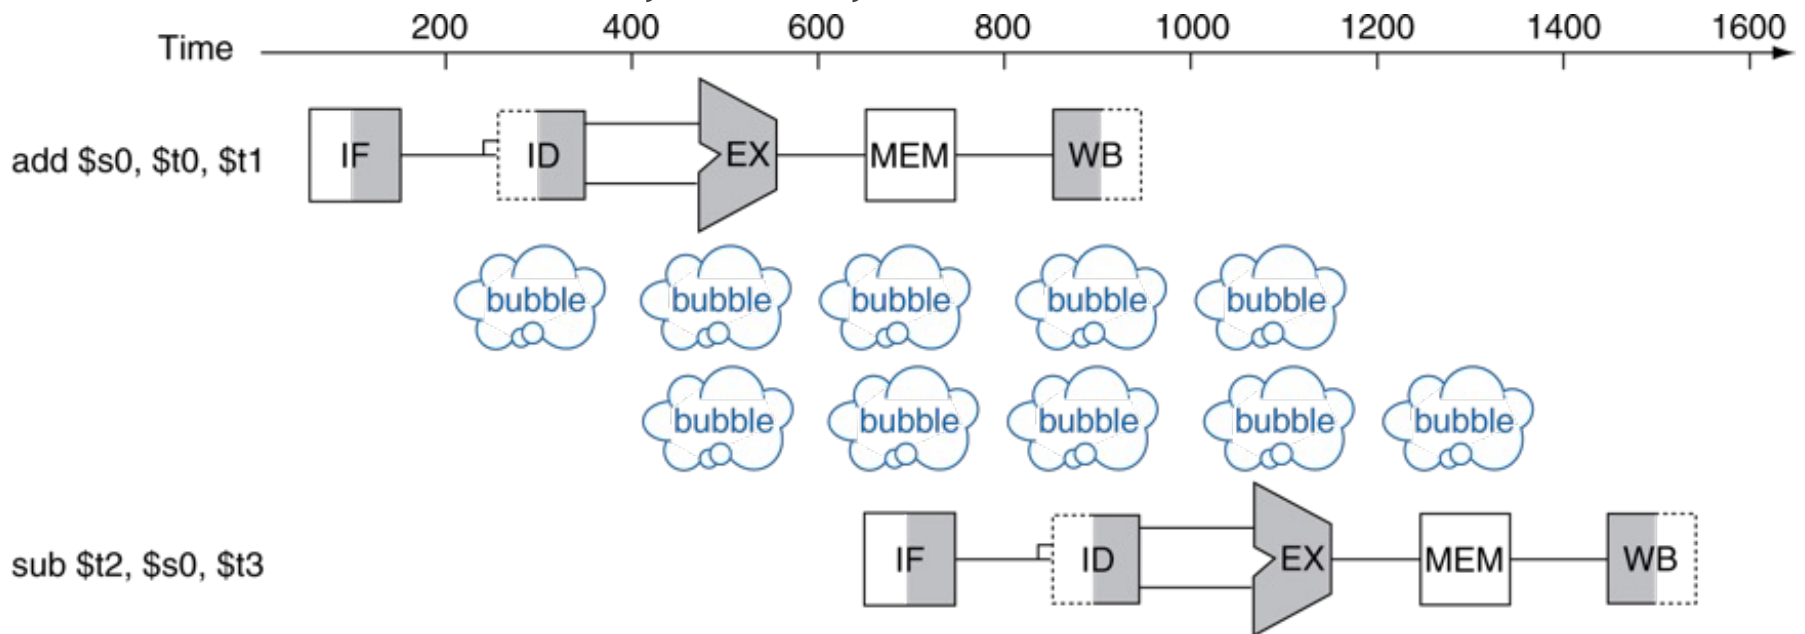 Time 200 400 600 800 1000 1200 1400 1600
add $s0, $t0, $t1 IF ID EX MEM WB
bubble bubble bubble bubble bubble
bubble bubble bubble bubble bubble
sub $t2, $s0, $t3 IF ID EX MEM WB